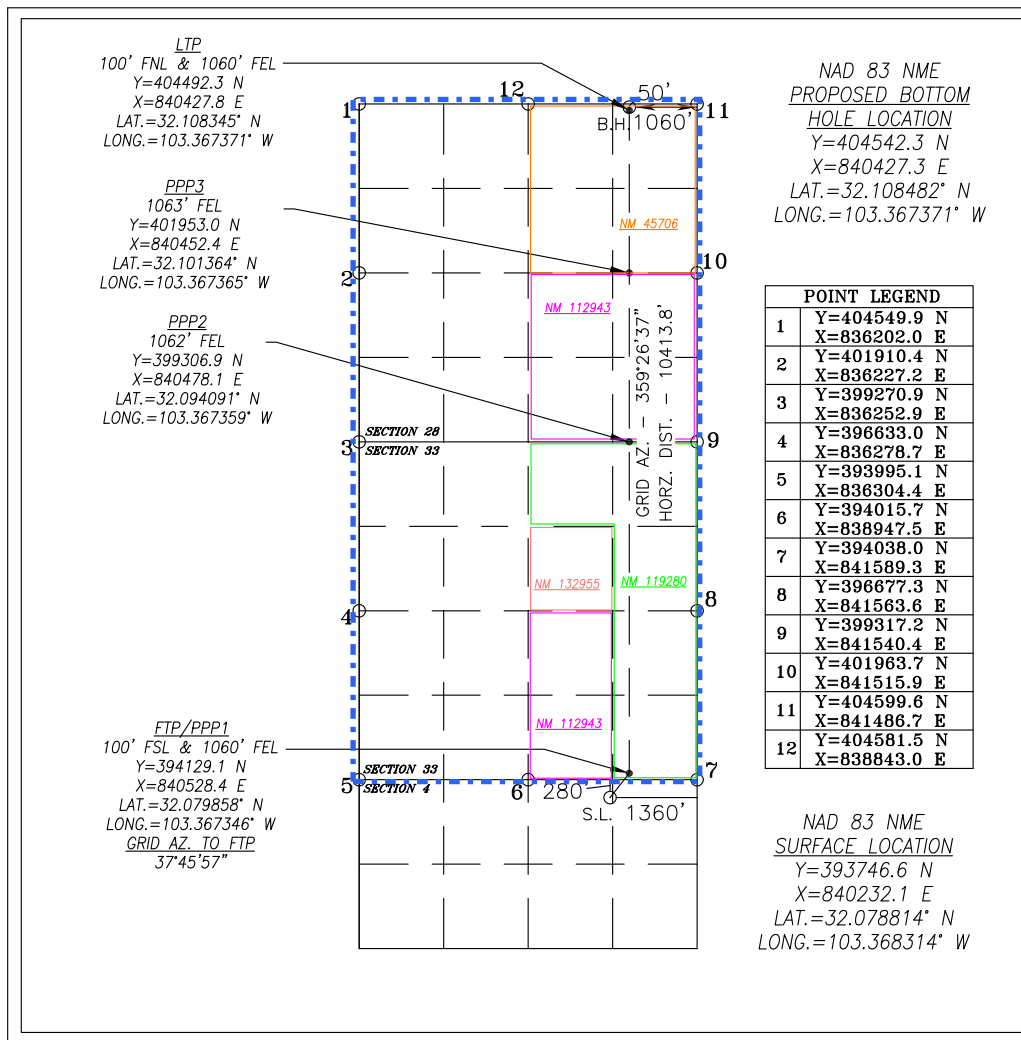 LTP
100' FNL & 1060' FEL
Y=404492.3 N
X=840427.8 E
LAT.=32.108345° N
LONG.=103.367371° W
PPP3
1063' FEL
Y=401953.0 N
X=840452.4 E
LAT.=32.101364° N
LONG.=103.367365° W
PPP2
1062' FEL
Y=399306.9 N
X=840478.1 E
LAT.=32.094091° N
LONG.=103.367359° W
FTP/PPP1
100' FSL & 1060' FEL
Y=394129.1 N
X=840528.4 E
LAT.=32.079858° N
LONG.=103.367346° W
GRID AZ. TO FTP
37°45'57"
1
12
50'
11
B.H.
1060'
NM 45706
2
10
NM 112943
GRID AZ. - 359°26'37"
HORZ. DIST. - 10413.8'
3
SECTION 28
SECTION 33
9
NM 132955
NM 119280
4
8
NM 112943
5
SECTION 33
SECTION 4
6
280'
7
S.L. 1360'
NAD 83 NME
PROPOSED BOTTOM
HOLE LOCATION
Y=404542.3 N
X=840427.3 E
LAT.=32.108482° N
LONG.=103.367371° W
POINT LEGEND
1
Y=404549.9 N
X=836202.0 E
2
Y=401910.4 N
X=836227.2 E
3
Y=399270.9 N
X=836252.9 E
4
Y=396633.0 N
X=836278.7 E
5
Y=393995.1 N
X=836304.4 E
6
Y=394015.7 N
X=838947.5 E
7
Y=394038.0 N
X=841589.3 E
8
Y=396677.3 N
X=841563.6 E
9
Y=399317.2 N
X=841540.4 E
10
Y=401963.7 N
X=841515.9 E
11
Y=404599.6 N
X=841486.7 E
12
Y=404581.5 N
X=838843.0 E
NAD 83 NME
SURFACE LOCATION
Y=393746.6 N
X=840232.1 E
LAT.=32.078814° N
LONG.=103.368314° W